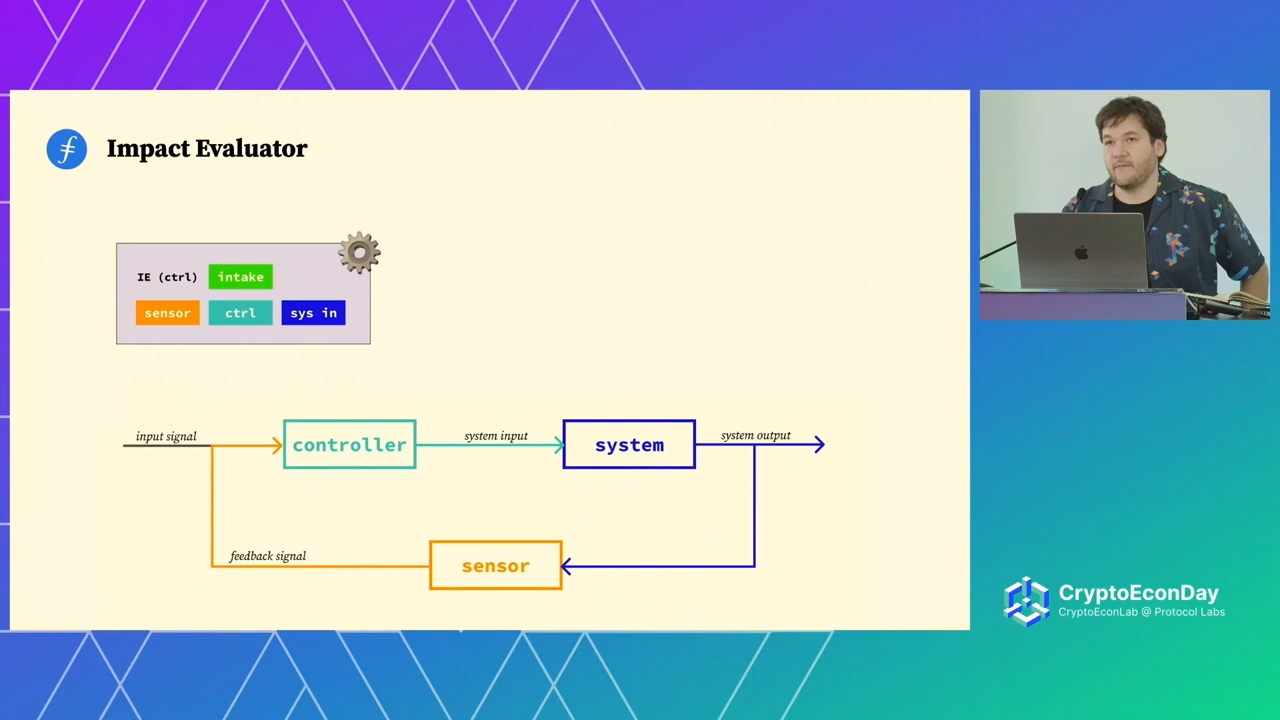 Impact Evaluator
IE (ctrl) intake
sensor ctrl sys in
input signal
controller
system input
system
system output
feedback signal
sensor
CryptoEconDay
CryptoEconLab @ Protocol Labs